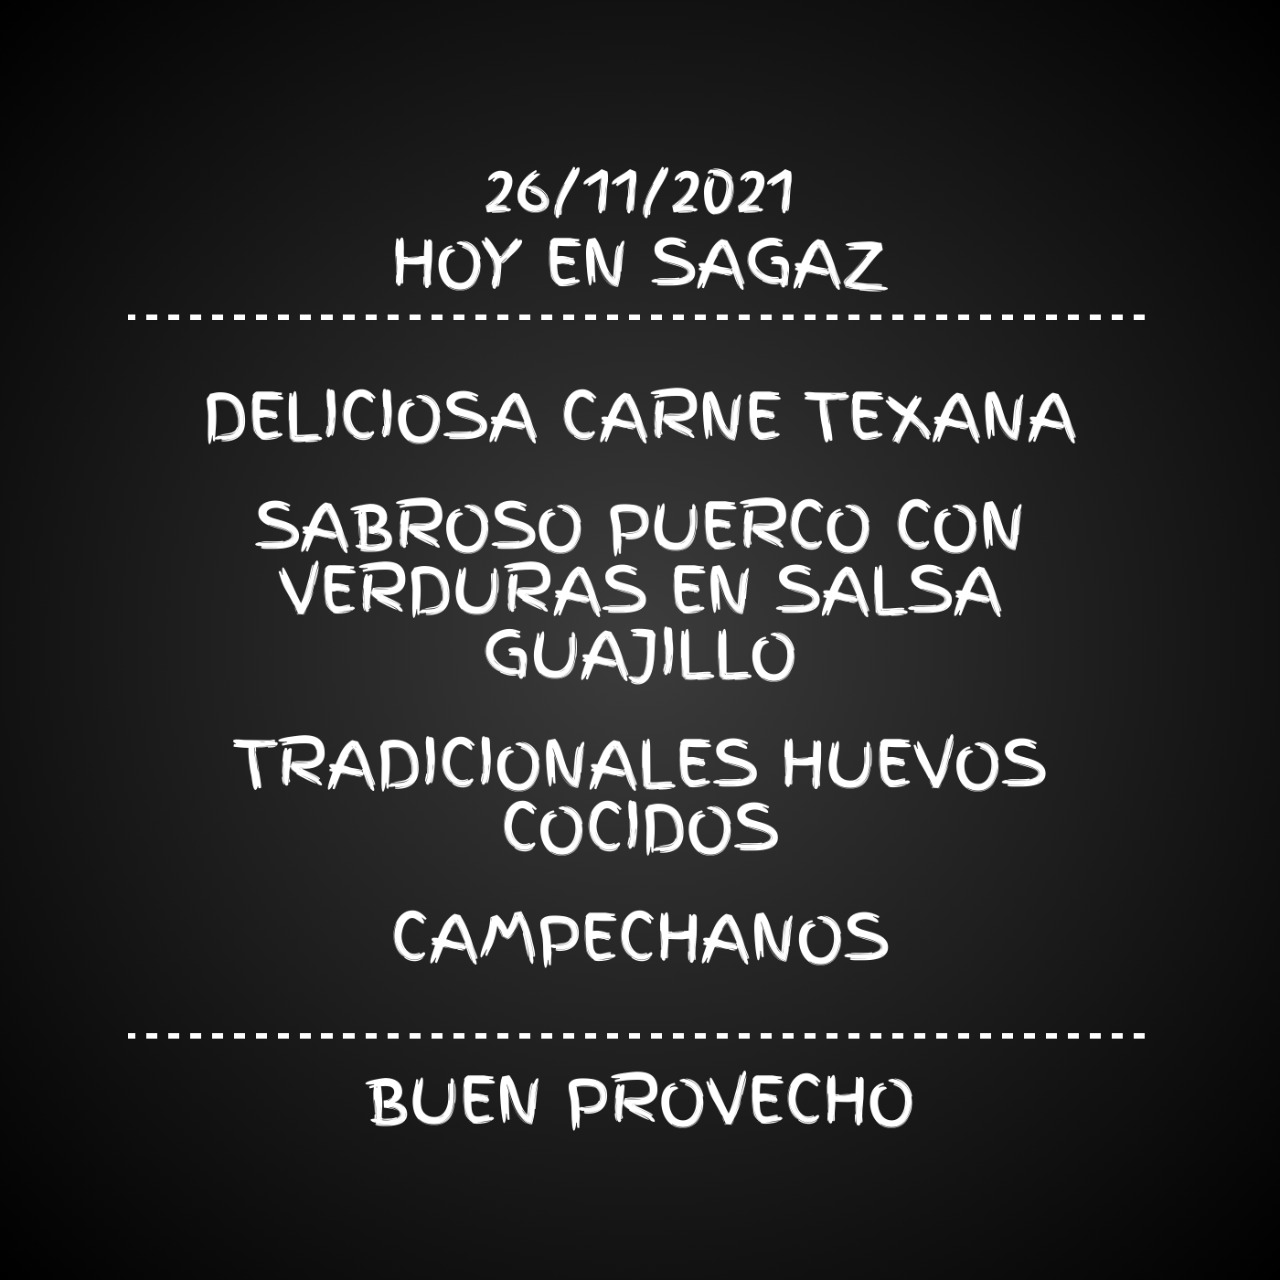 26/11/2021
HOY EN SAGAZ
DELICIOSA CARNE TEXANA
SABROSO PUERCO CON
VERDURAS EN SALSA
GUAJILLO
TRADICIONALES HUEVOS
COCIDOS
CAMPECHANOS
BUEN PROVECHO